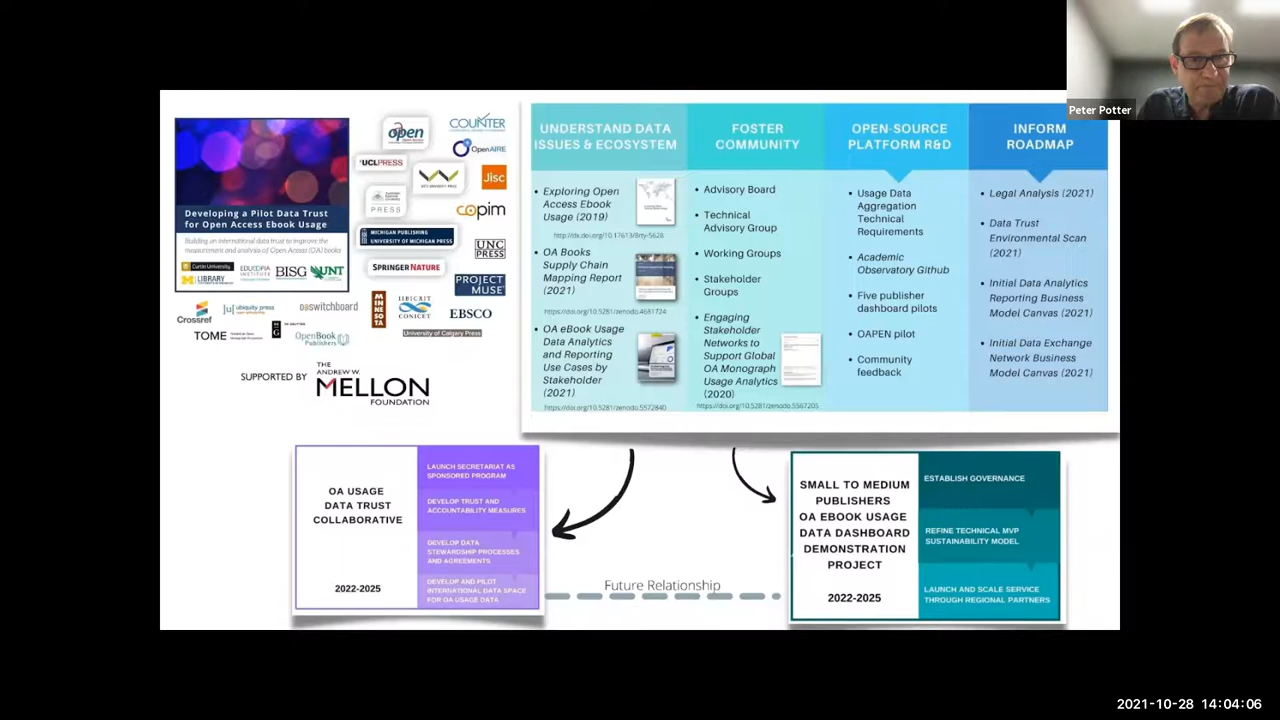 Peter Potter
Developing a Pilot Data Trust
for Open Access Ebook Usage
Building an international data trust to improve the
measurement and analysis of Open Access (OA) books
Curtin University
EDUCOPIA
INSTITUTE
BISG
UNT
LIBRARY
open
COUNTER
OpenAIRE
UCLPRESS
Jisc
PRESS
copim
MICHIGAN PUBLISHING
UNIVERSITY OF MICHIGAN PRESS
UNC
PRESS
SPRINGER NATURE
PROJECT
MUSE
Crossref
ubiquity press
oaswitchboard
MINNESOTA
IBICRIT
CONICET
EBSCO
TOME
OpenBook
Publishers
University of Calgary Press
SUPPORTED BY
THE
ANDREW W.
MELLON
FOUNDATION
UNDERSTAND DATA
ISSUES & ECOSYSTEM
• Exploring Open
Access Ebook
Usage (2019)
http://dx.doi.org/10.17613/8rty-5628
• OA Books
Supply Chain
Mapping Report
(2021)
https://doi.org/10.5281/zenodo.4681724
• OA eBook Usage
Data Analytics
and Reporting
Use Cases by
Stakeholder
(2021)
https://doi.org/10.5281/zenodo.5572840
FOSTER
COMMUNITY
• Advisory Board
• Technical
Advisory Group
• Working Groups
• Stakeholder
Groups
• Engaging
Stakeholder
Networks to
Support Global
OA Monograph
Usage Analytics
(2020)
https://doi.org/10.5281/zenodo.5567205
OPEN-SOURCE
PLATFORM R&D
• Usage Data
Aggregation
Technical
Requirements
• Academic
Observatory Github
• Five publisher
dashboard pilots
• OAPEN pilot
• Community
feedback
INFORM
ROADMAP
• Legal Analysis (2021)
• Data Trust
Environmental Scan
(2021)
• Initial Data Analytics
Reporting Business
Model Canvas (2021)
• Initial Data Exchange
Network Business
Model Canvas (2021)
OA USAGE
DATA TRUST
COLLABORATIVE
2022-2025
LAUNCH SECRETARIAT AS
SPONSORED PROGRAM
DEVELOP TRUST AND
ACCOUNTABILITY MEASURES
DEVELOP DATA
STEWARDSHIP PROCESSES
AND AGREEMENTS
DEVELOP AND PILOT
INTERNATIONAL DATA SPACE
FOR OA USAGE DATA
Future Relationship
SMALL TO MEDIUM
PUBLISHERS
OA EBOOK USAGE
DATA DASHBOARD
DEMONSTRATION
PROJECT
2022-2025
ESTABLISH GOVERNANCE
REFINE TECHNICAL MVP
SUSTAINABILITY MODEL
LAUNCH AND SCALE SERVICE
THROUGH REGIONAL PARTNERS
2021-10-28 14:04:06